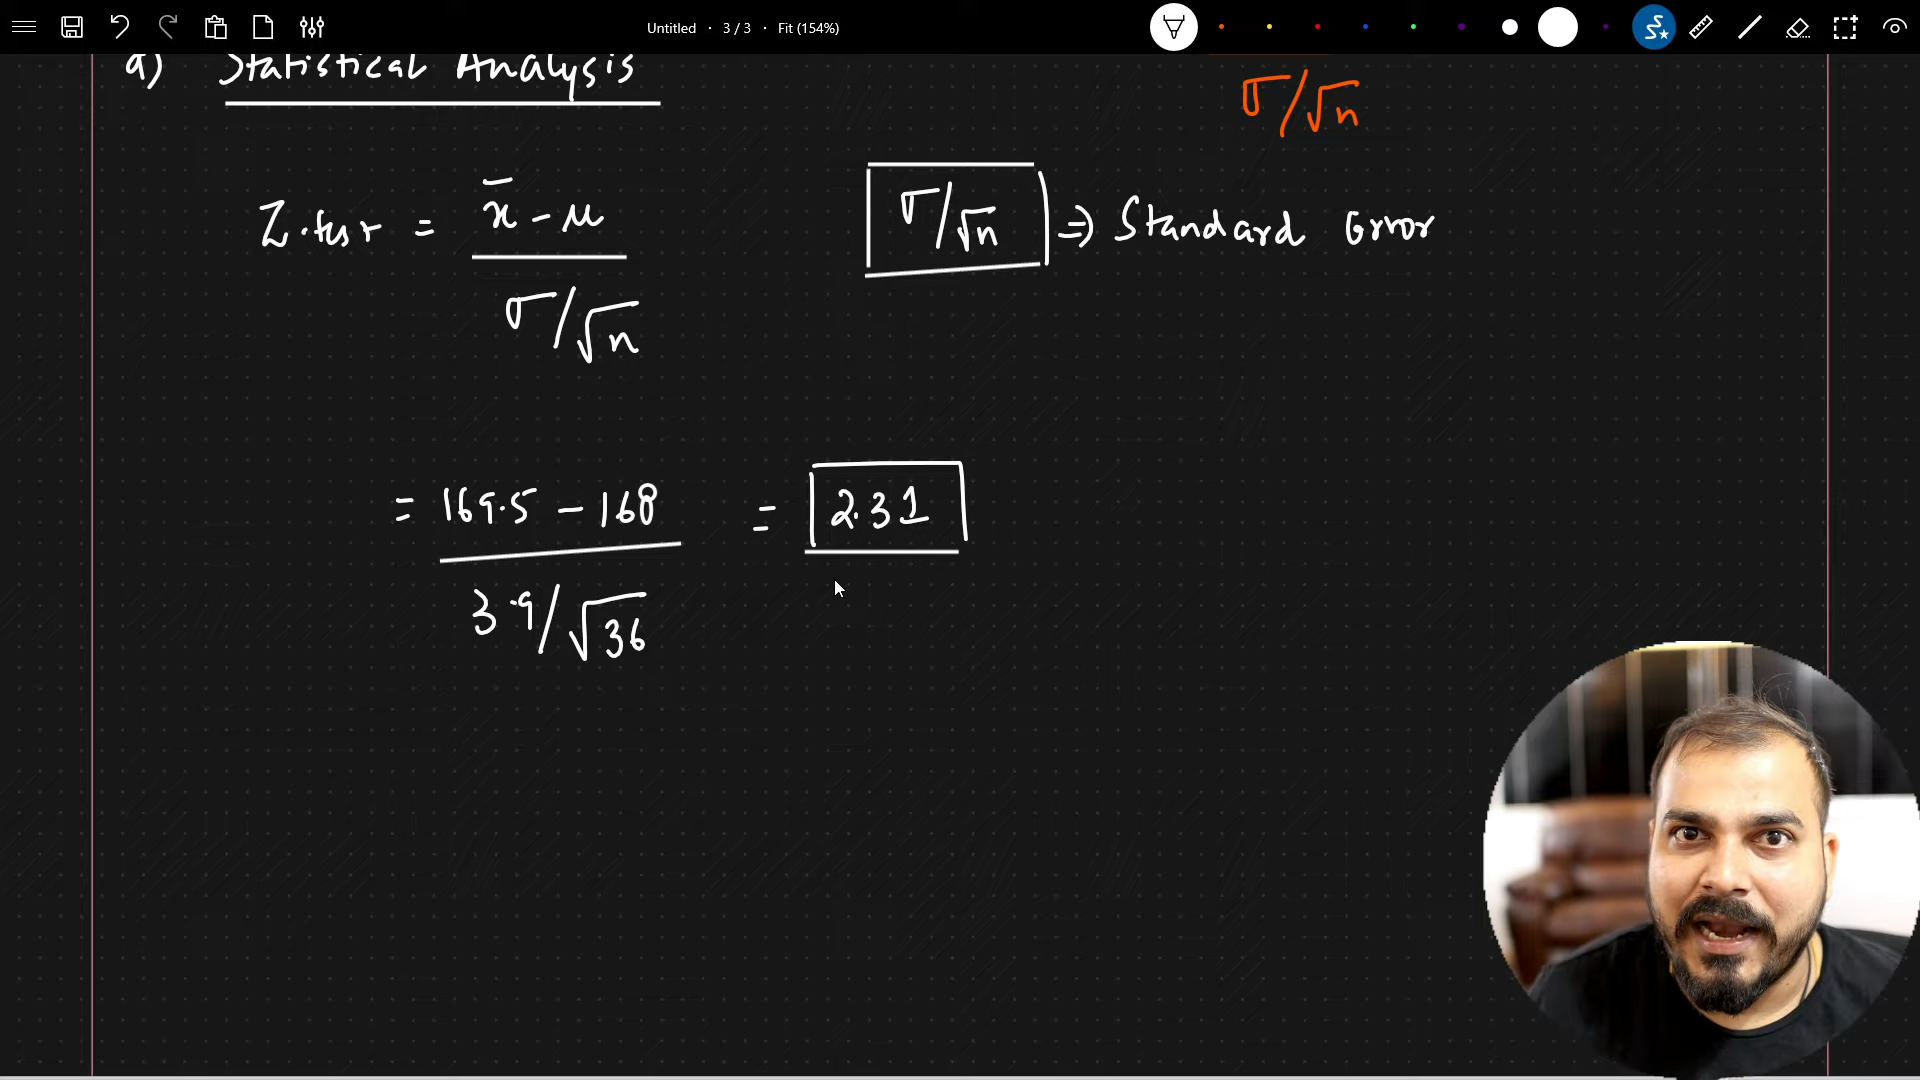 Untitled · 3 / 3 · Fit (154%)
a) Statistical Analysis
σ/√n
Z.test = x̄ - μ
σ/√n
σ/√n ⇒ Standard Error
= 169.5 - 168 = 2.31
3.9/√36